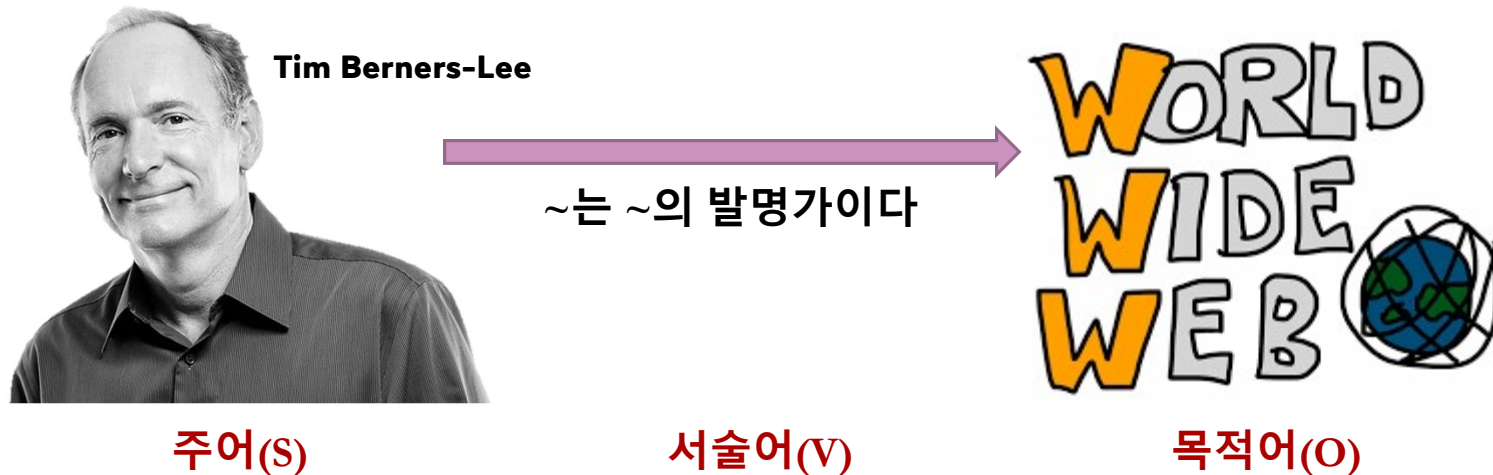 Tim Berners-Lee
~는 ~의 발명가이다
WORLD
WIDE
WEB
주어(S)
서술어(V)
목적어(O)